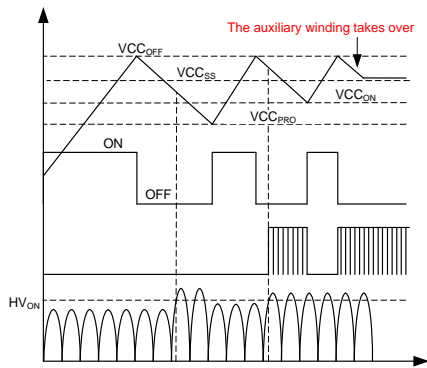 The auxiliary winding takes over
VCCOFF
VCCSS
VCCON
VCCPRO
ON
OFF
HVON